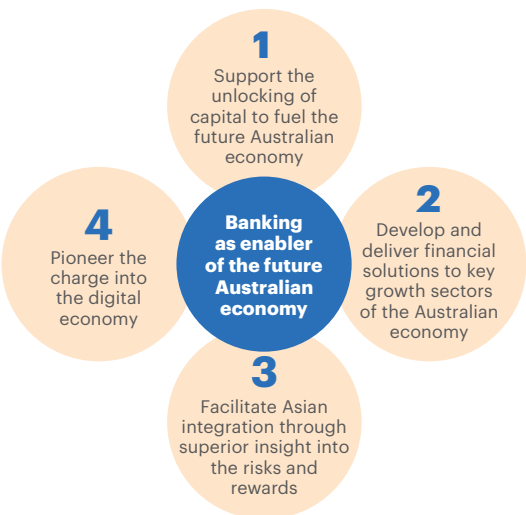 1
Support the
unlocking of
capital to fuel the
future Australian
economy
2
Develop and
deliver financial
solutions to key
growth sectors
of the Australian
economy
3
Facilitate Asian
integration through
superior insight into
the risks and
rewards
4
Pioneer the
charge into
the digital
economy
Banking
as enabler
of the future
Australian
economy